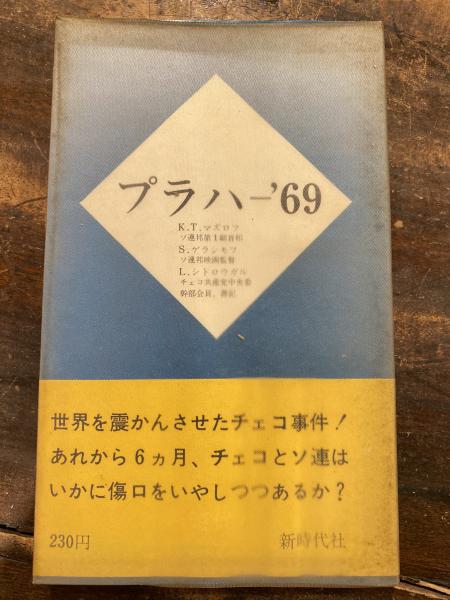 プラハ－'69
K.T.マズロフ
ソ連邦第1副首相
S.ゲラシモフ
ソ連邦映画監督
L.シトロウガル
チェコ共産党中央委
幹部会員、書記
世界を震かんさせたチェコ事件！
あれから6ヵ月、チェコとソ連は
いかに傷口をいやしつつあるか？
230円
新時代社